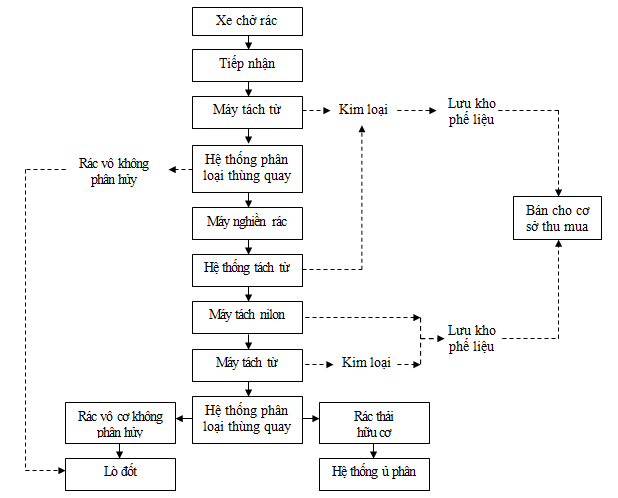 Xe chở rác
Tiếp nhận
Máy tách từ
Kim loại
Lưu kho
phế liệu
Rác vô không
phân hủy
Hệ thống phân
loại thùng quay
Bán cho cơ
sở thu mua
Máy nghiền rác
Hệ thống tách từ
Máy tách nilon
Lưu kho
phế liệu
Máy tách từ
Kim loại
Rác vô cơ không
phân hủy
Hệ thống phân
loại thùng quay
Rác thải
hữu cơ
Lò đốt
Hệ thống ủ phân